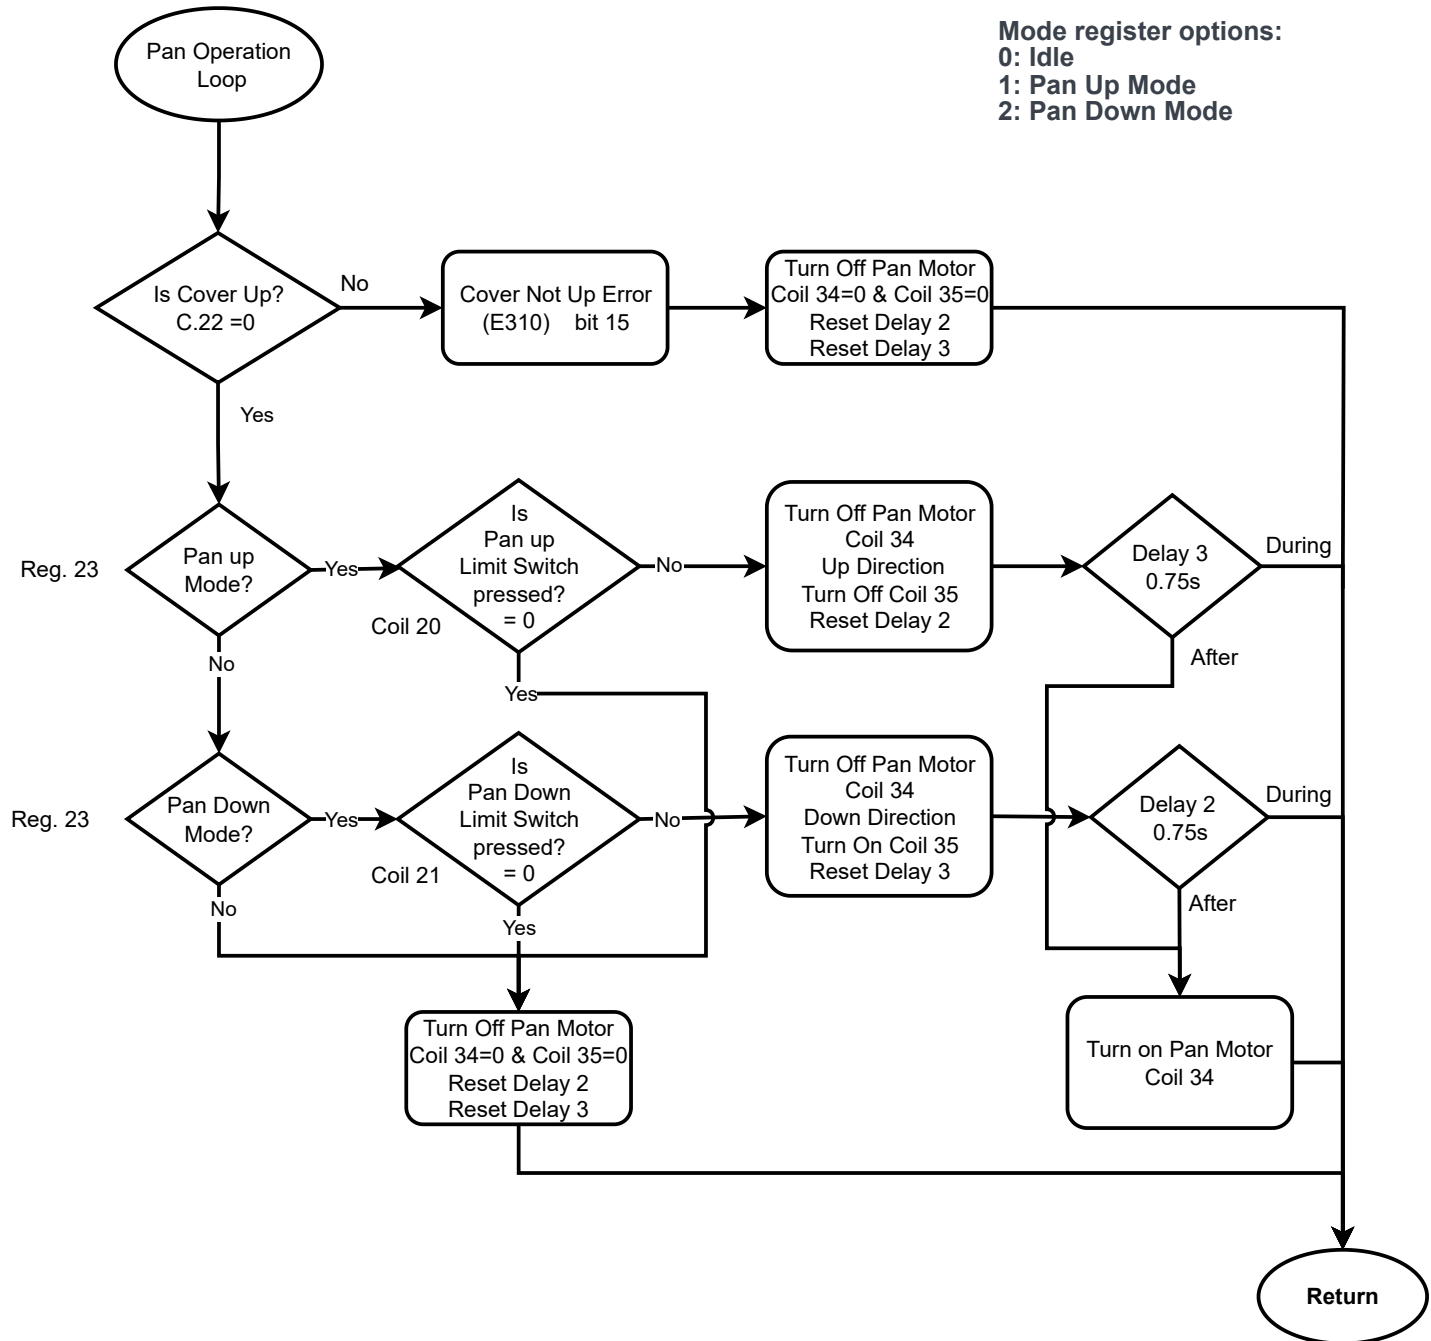 Pan Operation
Loop
Mode register options:
0: Idle
1: Pan Up Mode
2: Pan Down Mode
Is Cover Up?
C.22 =0
No
Cover Not Up Error
(E310) bit 15
Turn Off Pan Motor
Coil 34=0 & Coil 35=0
Reset Delay 2
Reset Delay 3
Yes
Reg. 23
Pan up
Mode?
Yes
Is
Pan up
Limit Switch
pressed?
= 0
Coil 20
No
Turn Off Pan Motor
Coil 34
Up Direction
Turn Off Coil 35
Reset Delay 2
Delay 3
0.75s
During
After
No
Yes
Reg. 23
Pan Down
Mode?
Yes
Is
Pan Down
Limit Switch
pressed?
= 0
Coil 21
No
Turn Off Pan Motor
Coil 34
Down Direction
Turn On Coil 35
Reset Delay 3
Delay 2
0.75s
During
After
No
Yes
Turn Off Pan Motor
Coil 34=0 & Coil 35=0
Reset Delay 2
Reset Delay 3
Turn on Pan Motor
Coil 34
Return